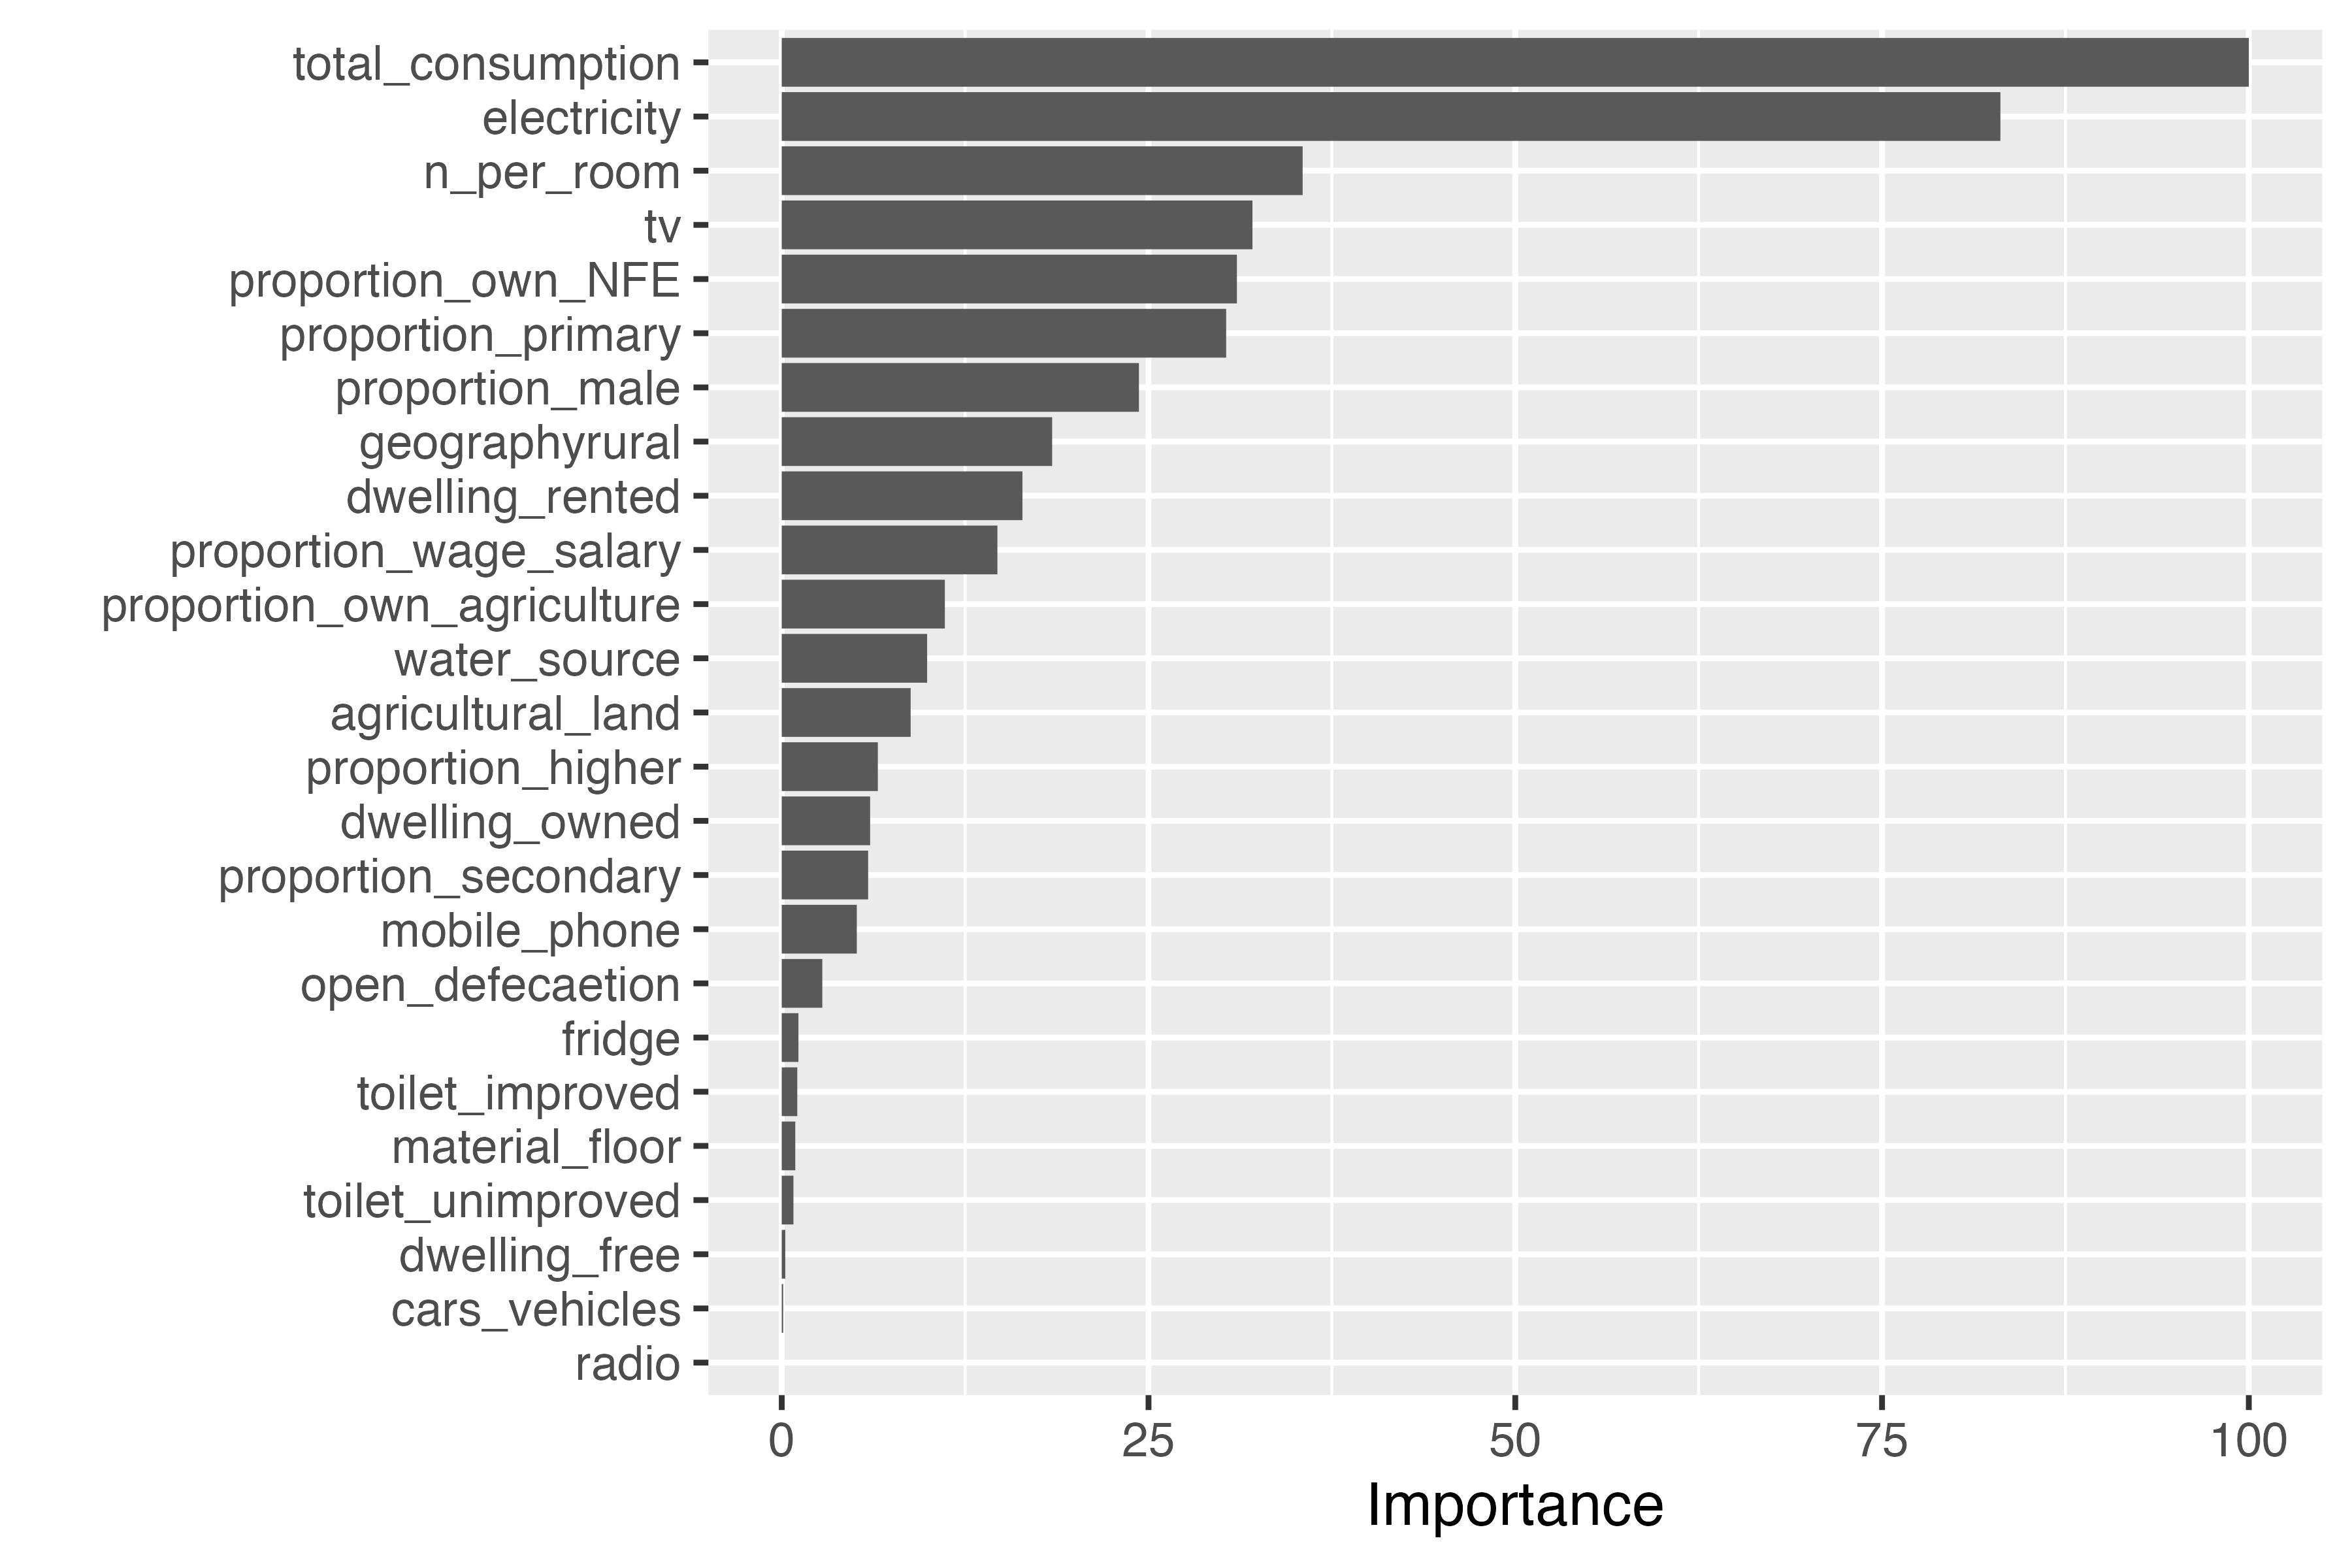 total_consumption
electricity
n_per_room
tv
proportion_own_NFE
proportion_primary
proportion_male
geographyrural
dwelling_rented
proportion_wage_salary
proportion_own_agriculture
water_source
agricultural_land
proportion_higher
dwelling_owned
proportion_secondary
mobile_phone
open_defecaetion
fridge
toilet_improved
material_floor
toilet_unimproved
dwelling_free
cars_vehicles
radio
0 25 50 75 100
Importance